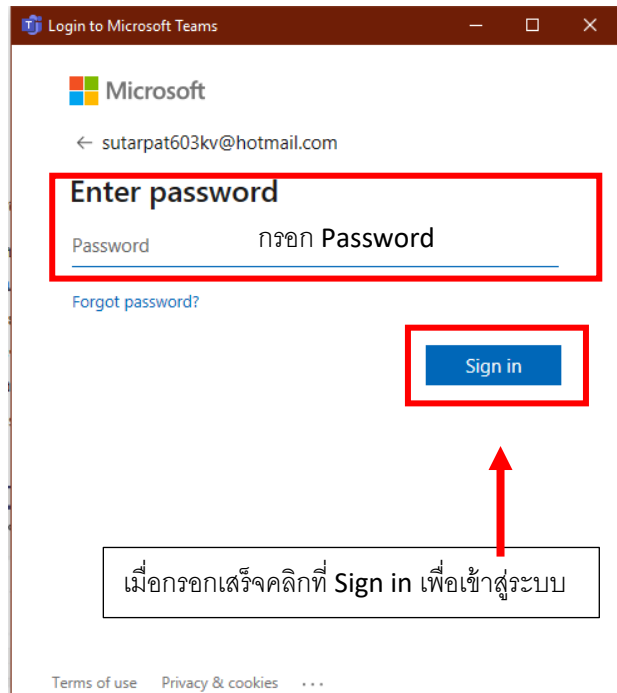 Login to Microsoft Teams
Microsoft
← sutarpat603kv@hotmail.com
Enter password
Password กรอก Password
Forgot password?
Sign in
เมื่อกรอกเสร็จคลิกที่ Sign in เพื่อเข้าสู่ระบบ
Terms of use Privacy & cookies ...